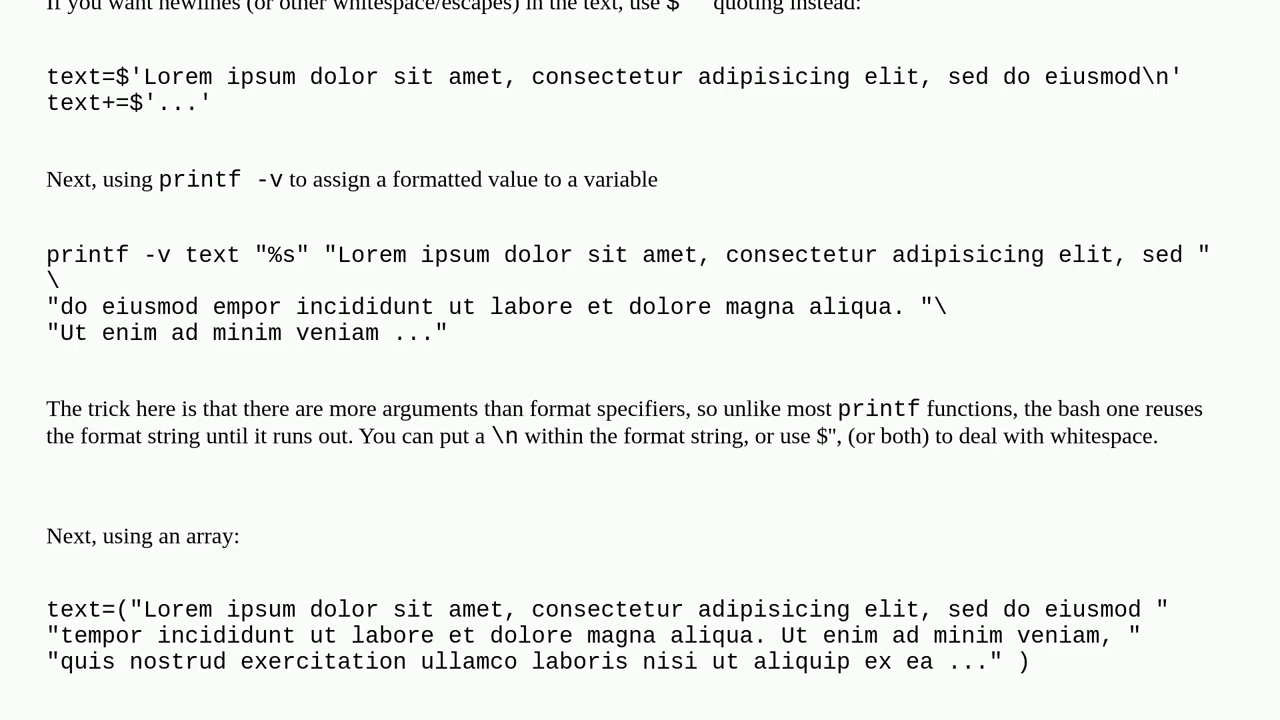 If you want newlines (or other whitespace/escapes) in the text, use $'' quoting instead:
text=$'Lorem ipsum dolor sit amet, consectetur adipisicing elit, sed do eiusmod\n'
text+=$'...'
Next, using printf -v to assign a formatted value to a variable
printf -v text "%s" "Lorem ipsum dolor sit amet, consectetur adipisicing elit, sed "
\
"do eiusmod empor incididunt ut labore et dolore magna aliqua. "\
"Ut enim ad minim veniam ..."
The trick here is that there are more arguments than format specifiers, so unlike most printf functions, the bash one reuses
the format string until it runs out. You can put a \n within the format string, or use $'', (or both) to deal with whitespace.
Next, using an array:
text=("Lorem ipsum dolor sit amet, consectetur adipisicing elit, sed do eiusmod "
"tempor incididunt ut labore et dolore magna aliqua. Ut enim ad minim veniam, "
"quis nostrud exercitation ullamco laboris nisi ut aliquip ex ea ..." )